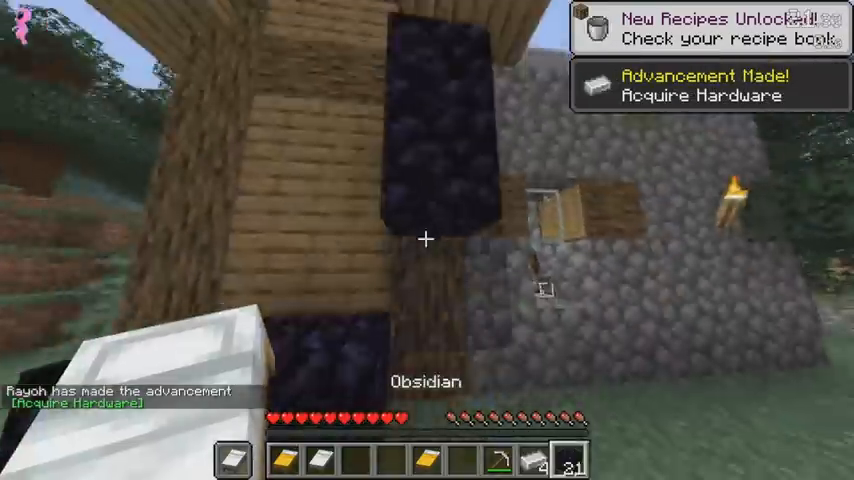 New Recipes Unlocked!
Check your recipe book
Advancement Made!
Acquire Hardware
Obsidian
Rayoh has made the advancement
[Acquire Hardware]
4
21